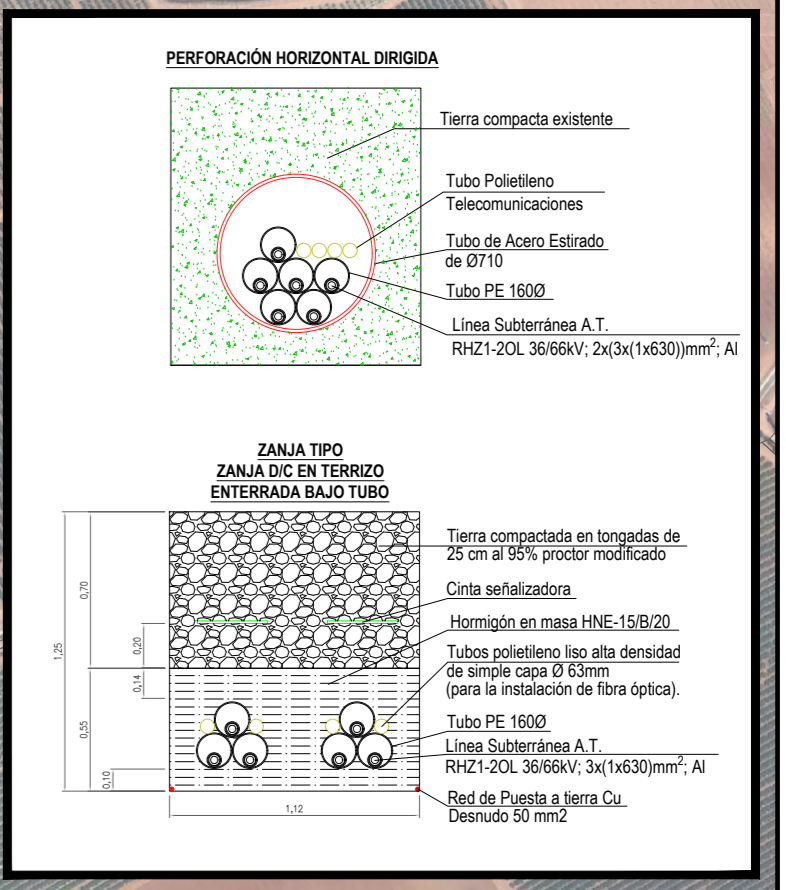 PERFORACIÓN HORIZONTAL DIRIGIDA
Tierra compacta existente
Tubo Polietileno
Telecomunicaciones
Tubo de Acero Estirado
de Ø710
Tubo PE 160Ø
Línea Subterránea A.T.
RHZ1-2OL 36/66kV; 2x(3x(1x630))mm²; Al
ZANJA TIPO
ZANJA D/C EN TERRIZO
ENTERRADA BAJO TUBO
Tierra compactada en tongadas de
25 cm al 95% proctor modificado
Cinta señalizadora
Hormigón en masa HNE-15/B/20
Tubos polietileno liso alta densidad
de simple capa Ø 63mm
(para la instalación de fibra óptica).
Tubo PE 160Ø
Línea Subterránea A.T.
RHZ1-2OL 36/66kV; 3x(1x630)mm²; Al
Red de Puesta a tierra Cu
Desnudo 50 mm2
1,25
0,70
0,20
0,14
0,55
0,10
1,12